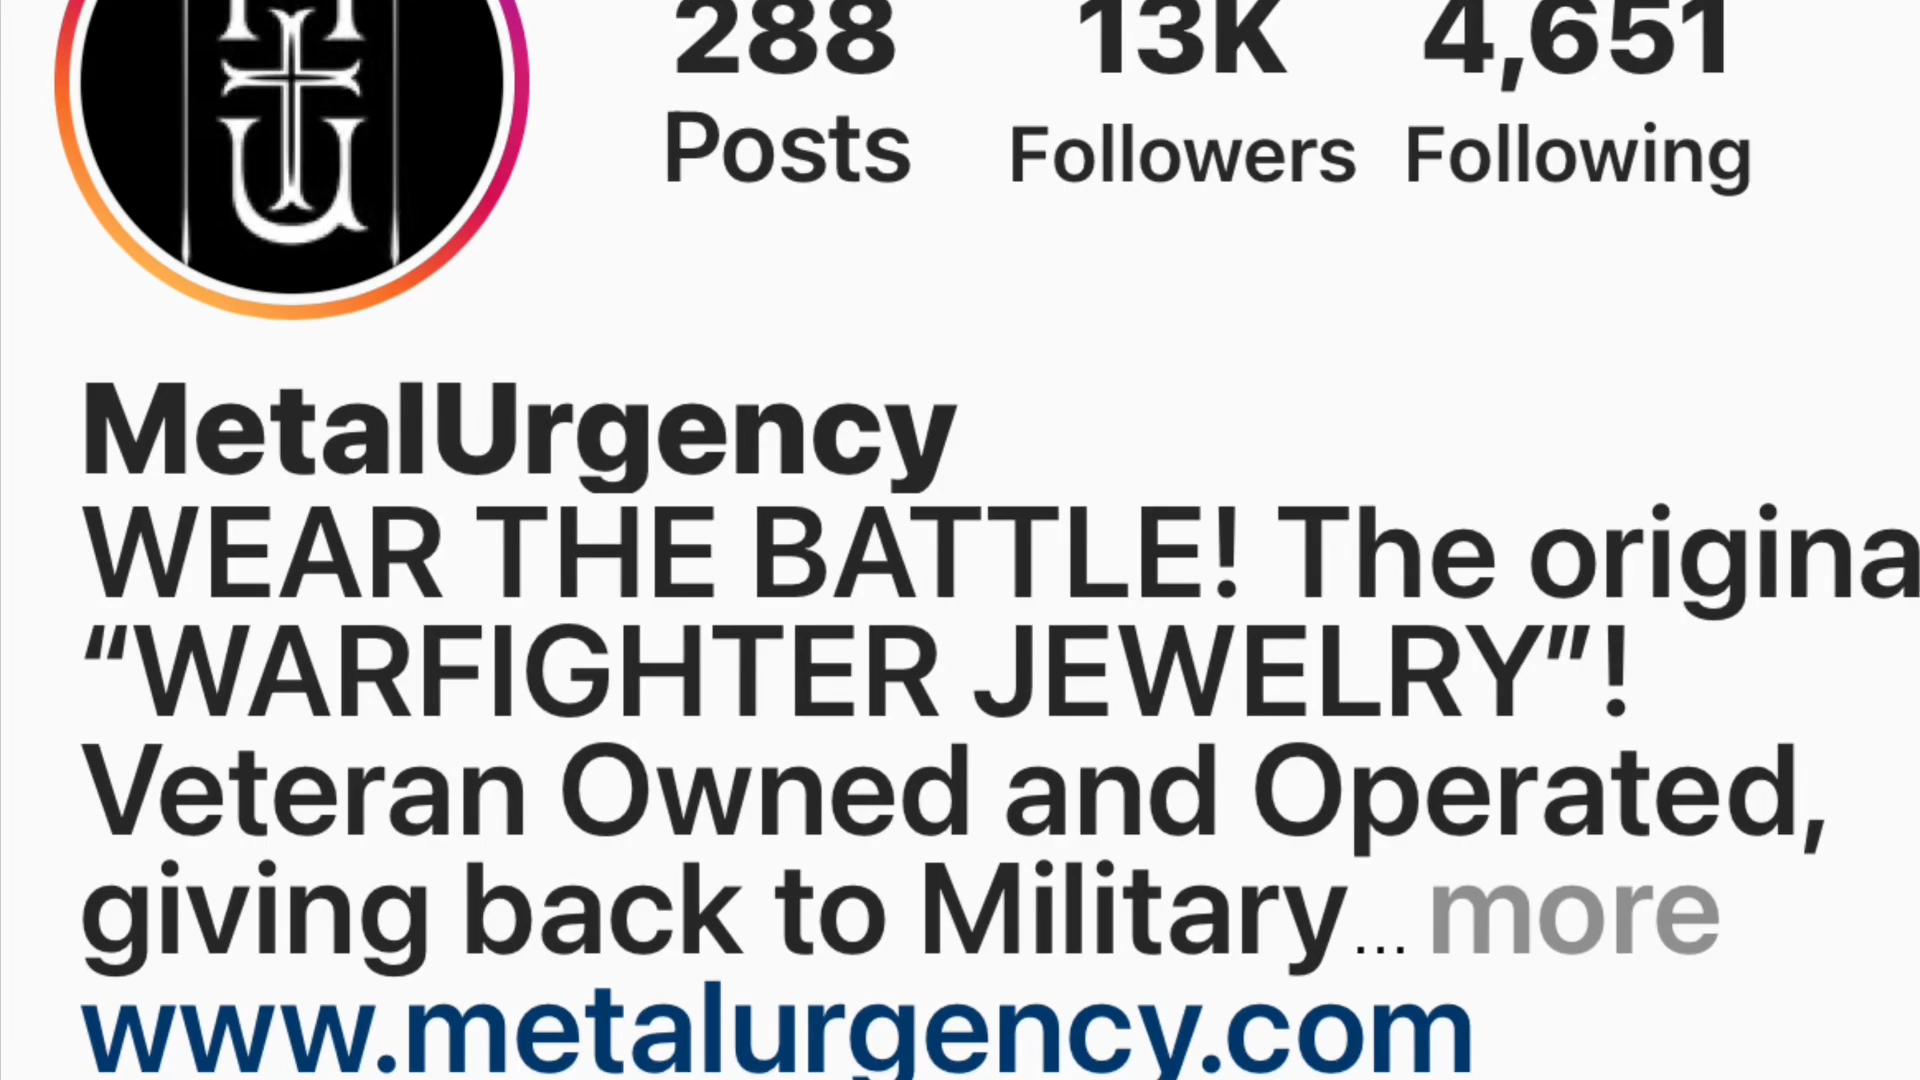 288 13K 4,651
Posts Followers Following
MetalUrgency
WEAR THE BATTLE! The origina
“WARFIGHTER JEWELRY”!
Veteran Owned and Operated,
giving back to Military... more
www.metalurgency.com